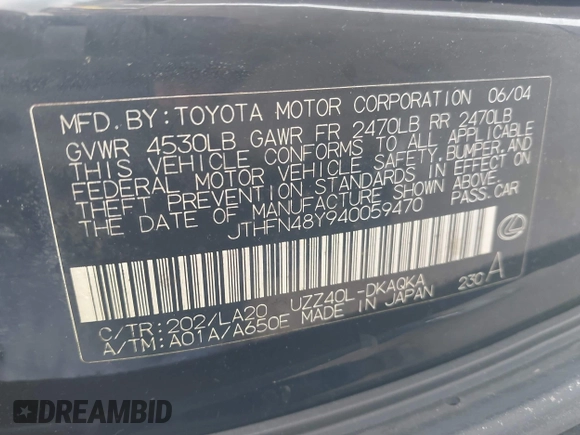 MFD. BY: TOYOTA MOTOR CORPORATION 06/04
GVWR 4530LB GAWR FR 2470LB RR 2470LB
THIS VEHICLE CONFORMS TO ALL APPLICABLE
FEDERAL MOTOR VEHICLE SAFETY, BUMPER, AND
THEFT PREVENTION STANDARDS IN EFFECT ON
THE DATE OF MANUFACTURE SHOWN ABOVE.
JTHFN48Y940059470 PASS. CAR
C/TR: 202/LA20 UZZ40L-DKAQKA 230 A
A/TM: A01A/A650E MADE IN JAPAN
DREAMBID